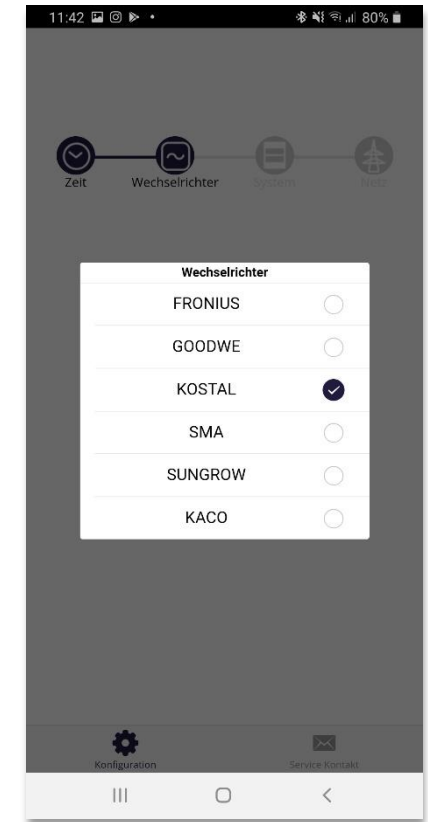 11:42 80%
Zeit Wechselrichter System Netz
Wechselrichter
FRONIUS
GOODWE
KOSTAL
SMA
SUNGROW
KACO
Konfiguration Service Kontakt